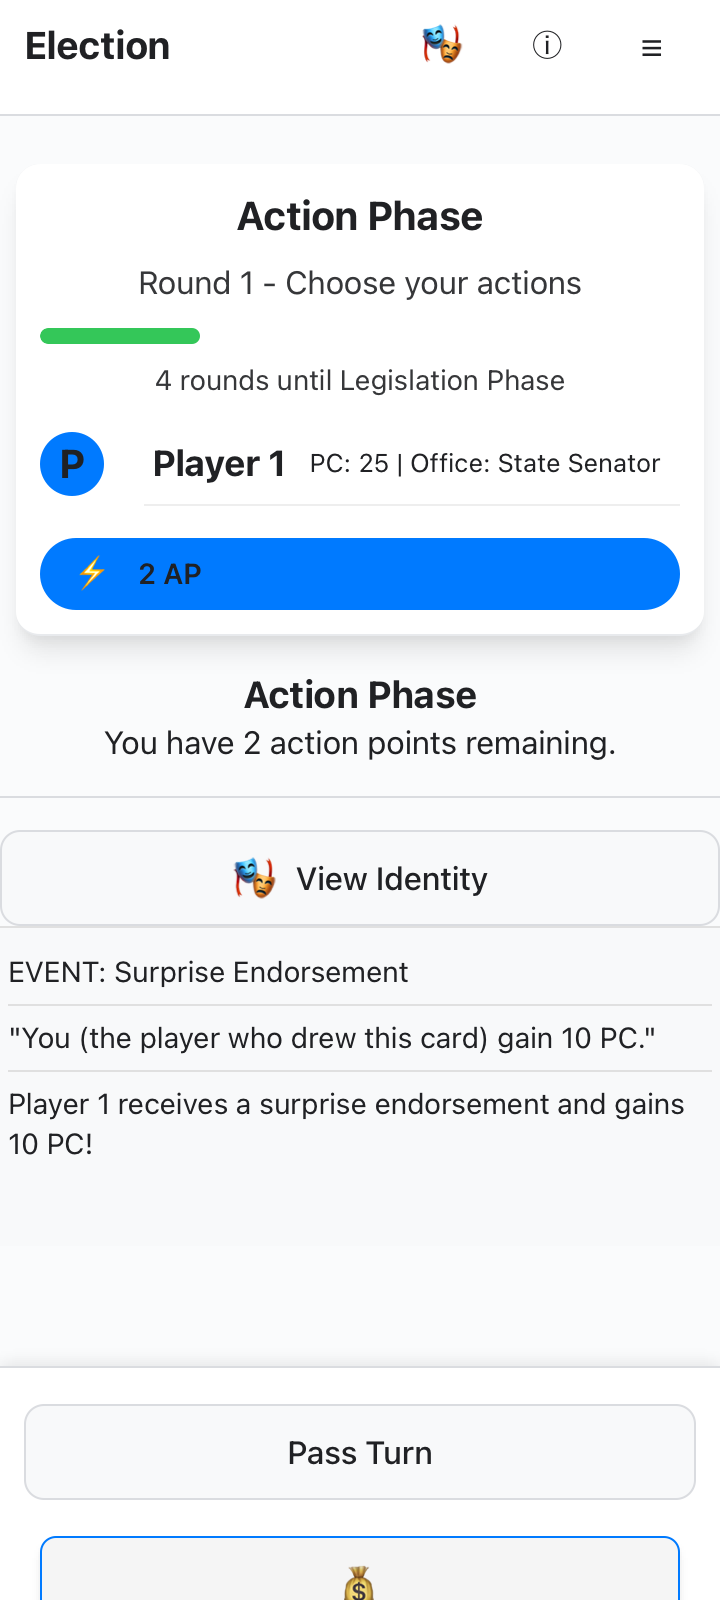 Election
Action Phase
Round 1 - Choose your actions
4 rounds until Legislation Phase
P
Player 1 PC: 25 | Office: State Senator
2 AP
Action Phase
You have 2 action points remaining.
View Identity
EVENT: Surprise Endorsement
"You (the player who drew this card) gain 10 PC."
Player 1 receives a surprise endorsement and gains
10 PC!
Pass Turn